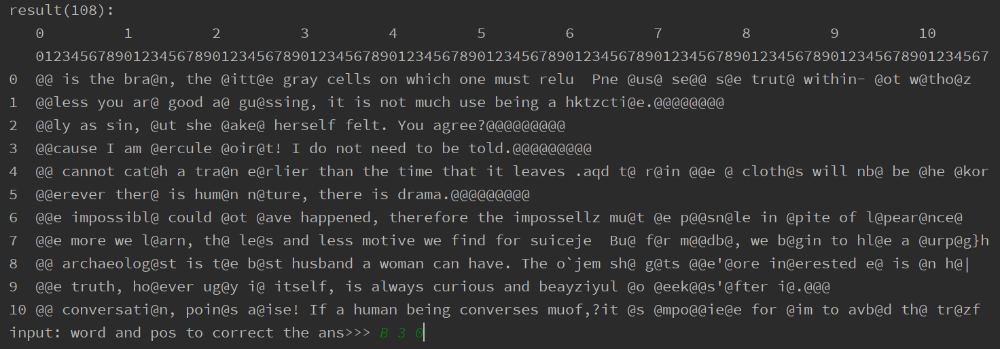 result(108):
   0         1         2         3         4         5         6         7         8         9         10
   012345678901234567890123456789012345678901234567890123456789012345678901234567890123456789012345678901234567
0  @@ is the bra@n, the @itt@e gray cells on which one must relu  Pne @us@ se@@ s@e trut@ within- @ot w@tho@z
1  @@less you ar@ good a@ gu@ssing, it is not much use being a hktzcti@e.@@@@@@@@
2  @@ly as sin, @ut she @ake@ herself felt. You agree?@@@@@@@@@
3  @@cause I am @ercule @oir@t! I do not need to be told.@@@@@@@@@
4  @@ cannot cat@h a tra@n e@rlier than the time that it leaves .aqd t@ r@in @@e @ cloth@s will nb@ be @he @kor
5  @@erever ther@ is hum@n n@ture, there is drama.@@@@@@@@@
6  @@e impossibl@ could @ot @ave happened, therefore the impossellz mu@t @e p@@sn@le in @pite of l@pear@nce@
7  @@e more we l@arn, th@ le@s and less motive we find for suiceje  Bu@ f@r m@@db@, we b@gin to hl@e a @urp@g}h
8  @@ archaeolog@st is t@e b@st husband a woman can have. The o`jem sh@ g@ts @@e'@ore in@erested e@ is @n h@|
9  @@e truth, ho@ever ug@y i@ itself, is always curious and beayziyul @o @eek@@s'@fter i@.@@@
10 @@ conversati@n, poin@s a@ise! If a human being converses muof,?it @s @mpo@@ie@e for @im to avb@d th@ tr@zf
input: word and pos to correct the ans>>> B 3 0